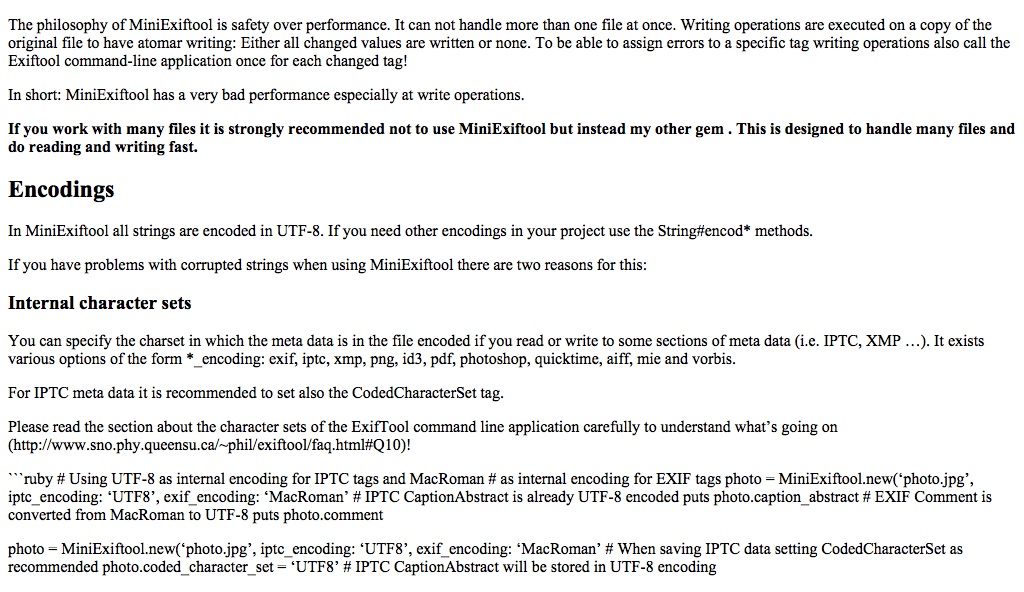 The philosophy of MiniExiftool is safety over performance. It can not handle more than one file at once. Writing operations are executed on a copy of the
original file to have atomar writing: Either all changed values are written or none. To be able to assign errors to a specific tag writing operations also call the
Exiftool command-line application once for each changed tag!
In short: MiniExiftool has a very bad performance especially at write operations.
If you work with many files it is strongly recommended not to use MiniExiftool but instead my other gem . This is designed to handle many files and
do reading and writing fast.
Encodings
In MiniExiftool all strings are encoded in UTF-8. If you need other encodings in your project use the String#encod* methods.
If you have problems with corrupted strings when using MiniExiftool there are two reasons for this:
Internal character sets
You can specify the charset in which the meta data is in the file encoded if you read or write to some sections of meta data (i.e. IPTC, XMP …). It exists
various options of the form *_encoding: exif, iptc, xmp, png, id3, pdf, photoshop, quicktime, aiff, mie and vorbis.
For IPTC meta data it is recommended to set also the CodedCharacterSet tag.
Please read the section about the character sets of the ExifTool command line application carefully to understand what’s going on
(http://www.sno.phy.queensu.ca/~phil/exiftool/faq.html#Q10)!
```ruby # Using UTF-8 as internal encoding for IPTC tags and MacRoman # as internal encoding for EXIF tags photo = MiniExiftool.new(‘photo.jpg’,
iptc_encoding: ‘UTF8’, exif_encoding: ‘MacRoman’ # IPTC CaptionAbstract is already UTF-8 encoded puts photo.caption_abstract # EXIF Comment is
converted from MacRoman to UTF-8 puts photo.comment
photo = MiniExiftool.new(‘photo.jpg’, iptc_encoding: ‘UTF8’, exif_encoding: ‘MacRoman’ # When saving IPTC data setting CodedCharacterSet as
recommended photo.coded_character_set = ‘UTF8’ # IPTC CaptionAbstract will be stored in UTF-8 encoding